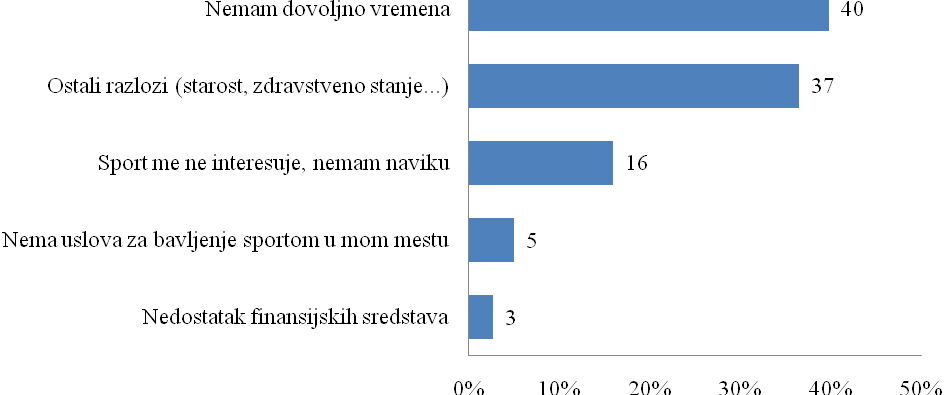 Nemam dovoljno vremena 40
Ostali razlozi (starost, zdravstveno stanje...) 37
Sport me ne interesuje, nemam naviku 16
Nema uslova za bavljenje sportom u mom mestu 5
Nedostatak finansijskih sredstava 3
0% 10% 20% 30% 40% 50%